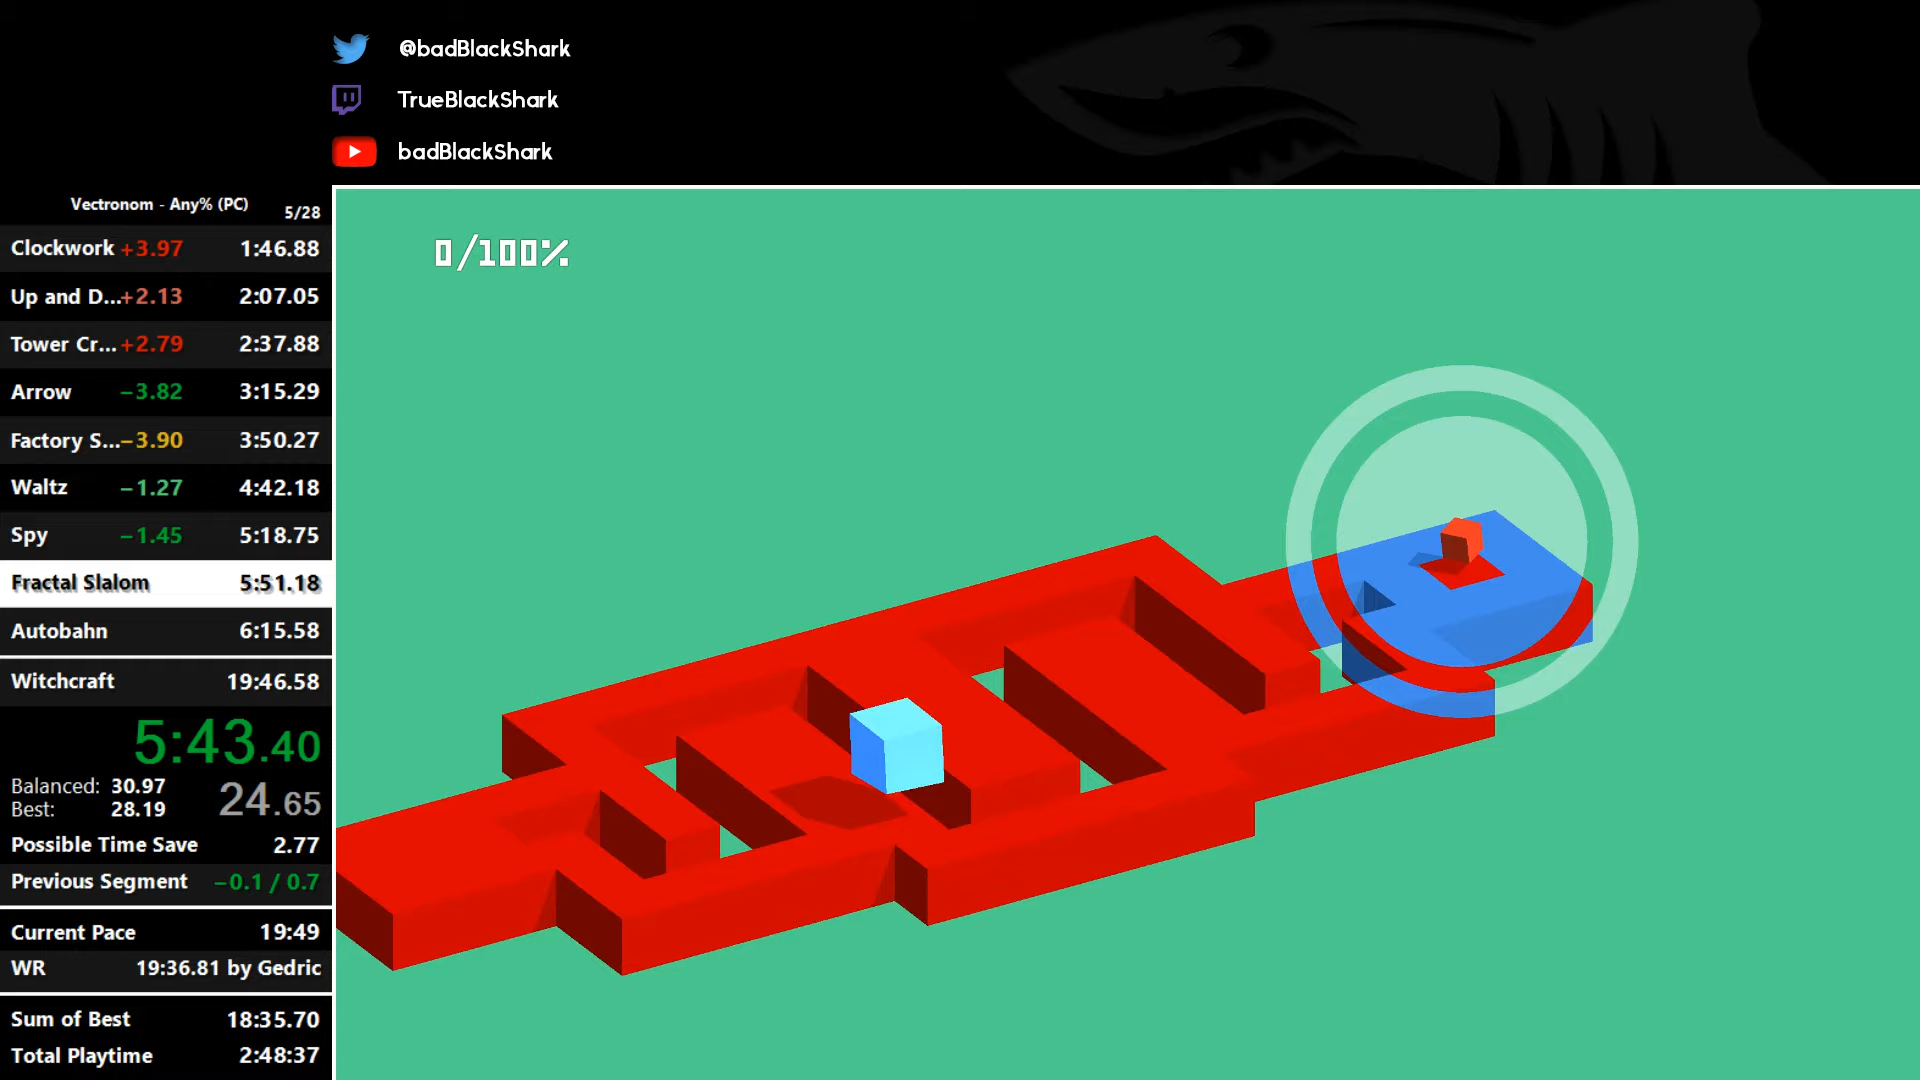 @badBlackShark
TrueBlackShark
badBlackShark
Vectronom - Any% (PC)
5/28
Clockwork +3.97 1:46.88
Up and D...+2.13 2:07.05
Tower Cr...+2.79 2:37.88
Arrow −3.82 3:15.29
Factory S...−3.90 3:50.27
Waltz −1.27 4:42.18
Spy −1.45 5:18.75
Fractal Slalom 5:51.18
Autobahn 6:15.58
Witchcraft 19:46.58
5:43.40
Balanced: 30.97
Best: 28.19
24.65
Possible Time Save 2.77
Previous Segment −0.1 / 0.7
Current Pace 19:49
WR 19:36.81 by Gedric
Sum of Best 18:35.70
Total Playtime 2:48:37
0/100%